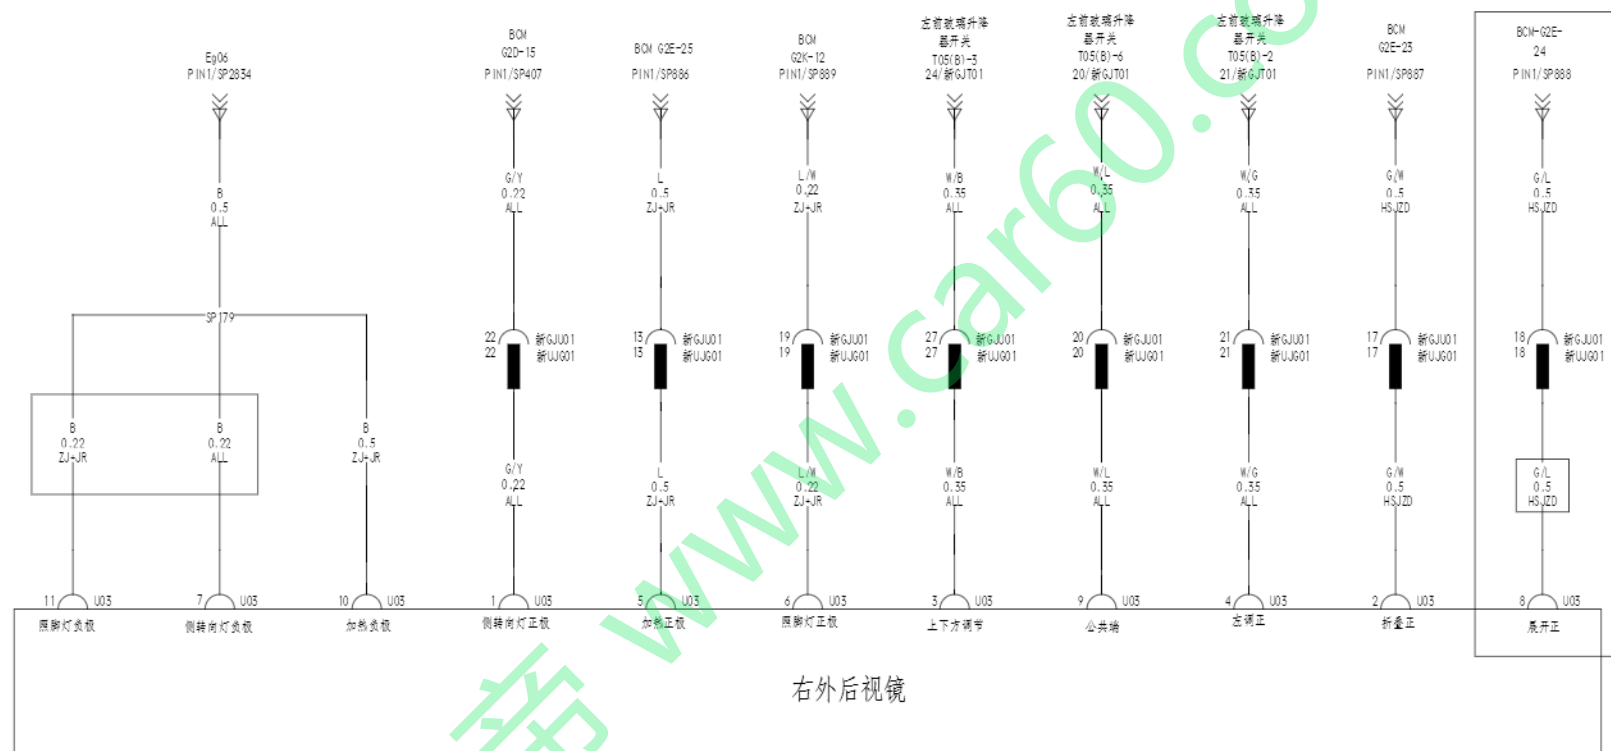 Eg06
PIN1/SP2834
BCM
G2D-15
PIN1/SP407
BCM G2E-25
PIN1/SP886
BCM
G2K-12
PIN1/SP889
左前玻璃升降
器开关
T05(B)-3
24/新GJT01
左前玻璃升降
器开关
T05(B)-6
20/新GJT01
左前玻璃升降
器开关
T05(B)-2
21/新GJT01
BCM
G2E-23
PIN1/SP887
BCM-G2E-
24
PIN1/SP888
B
0.5
ALL
G/Y
0.22
ALL
L
0.5
ZJ+JR
L/W
0.22
ZJ+JR
W/B
0.35
ALL
W/L
0.35
ALL
W/G
0.35
ALL
G/W
0.5
HSJZD
G/L
0.5
HSJZD
SP179
22 新GJU01
22 新UJG01
13 新GJU01
13 新UJG01
19 新GJU01
19 新UJG01
27 新GJU01
27 新UJG01
20 新GJU01
20 新UJG01
21 新GJU01
21 新UJG01
17 新GJU01
17 新UJG01
18 新GJU01
18 新UJG01
B
0.22
ZJ+JR
B
0.22
ALL
B
0.5
ZJ+JR
G/Y
0.22
ALL
L
0.5
ZJ+JR
L/W
0.22
ZJ+JR
W/B
0.35
ALL
W/L
0.35
ALL
W/G
0.35
ALL
G/W
0.5
HSJZD
G/L
0.5
HSJZD
11 U03
照脚灯负极
7 U03
侧转向灯负极
10 U03
加热负极
1 U03
侧转向灯正极
5 U03
加热正极
6 U03
照脚灯正极
3 U03
上下方调节
9 U03
公共端
4 U03
左调正
2 U03
折叠正
8 U03
展开正
右外后视镜
帝 www.car60.co